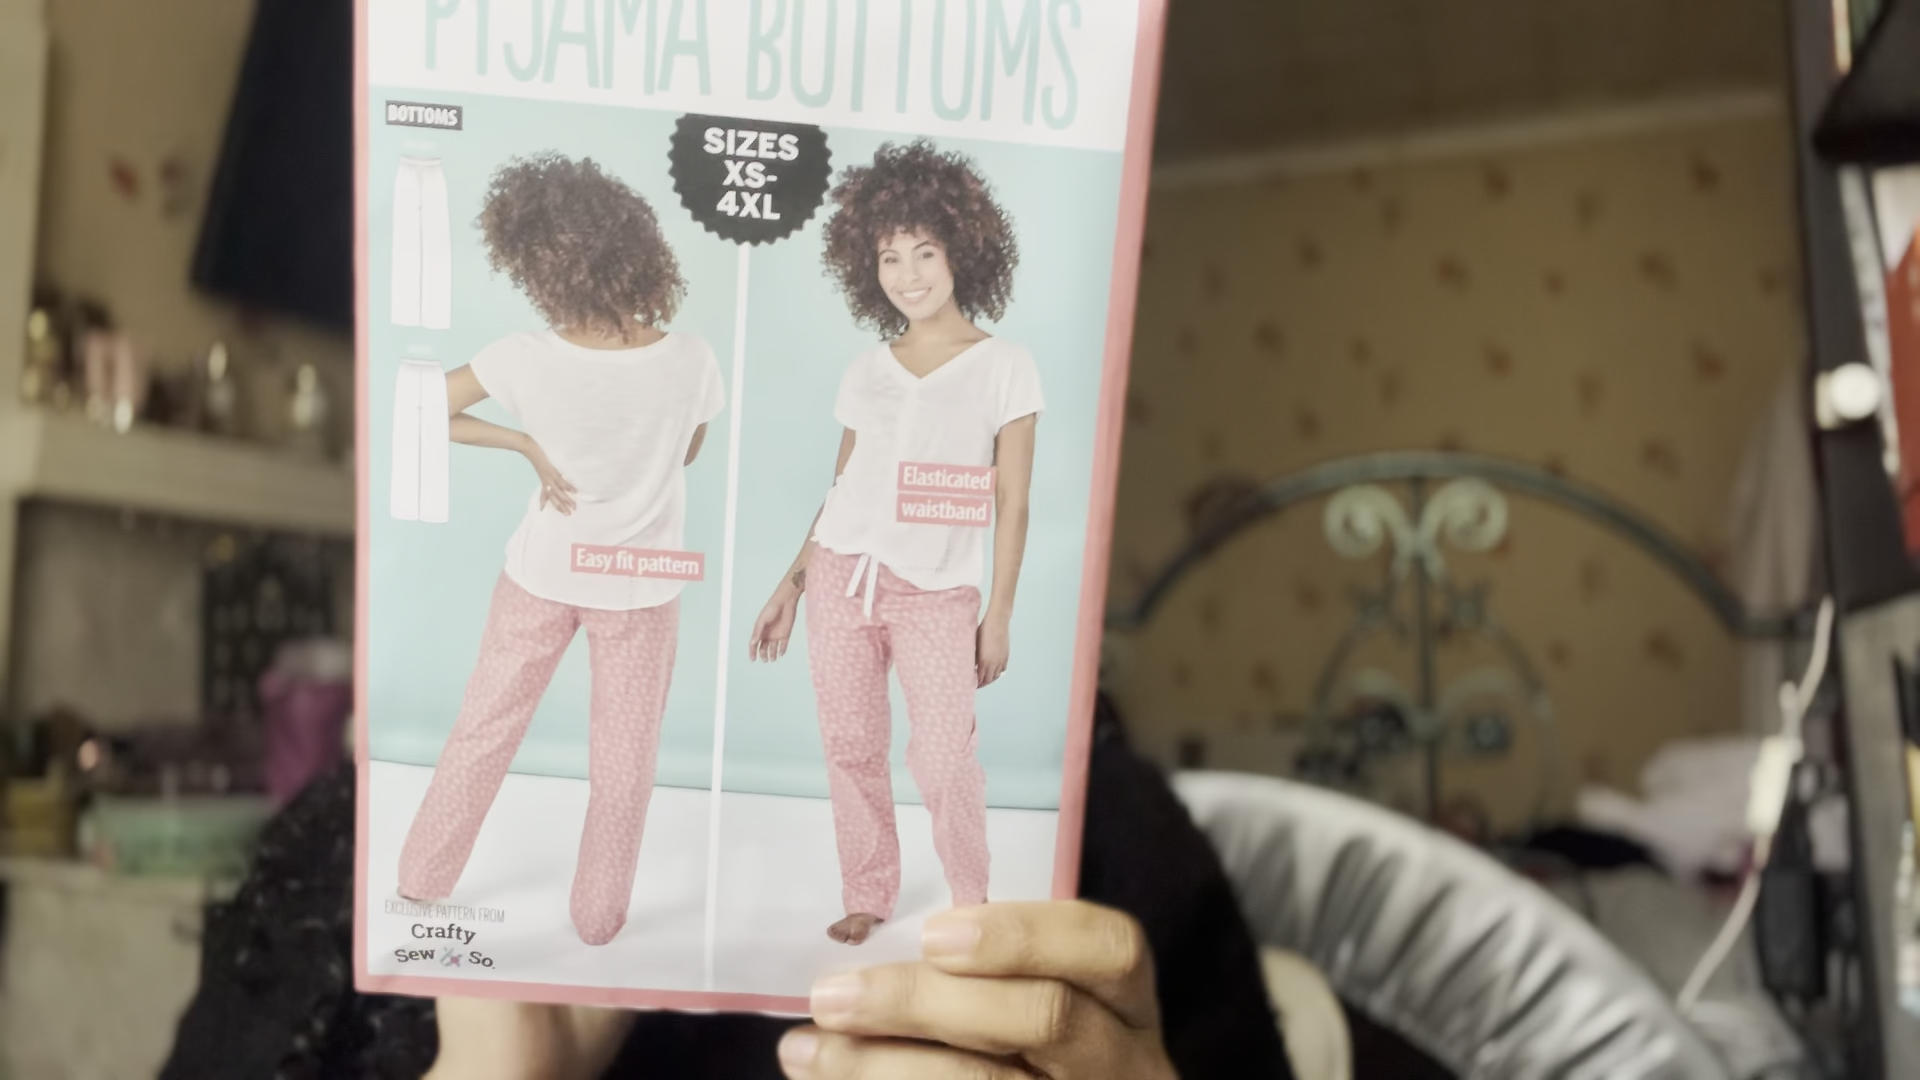 PYJAMA BOTTOMS
BOTTOMS
SIZES
XS-
4XL
Elasticated
waistband
Easy fit pattern
EXCLUSIVE PATTERN FROM
Crafty
Sew & So.